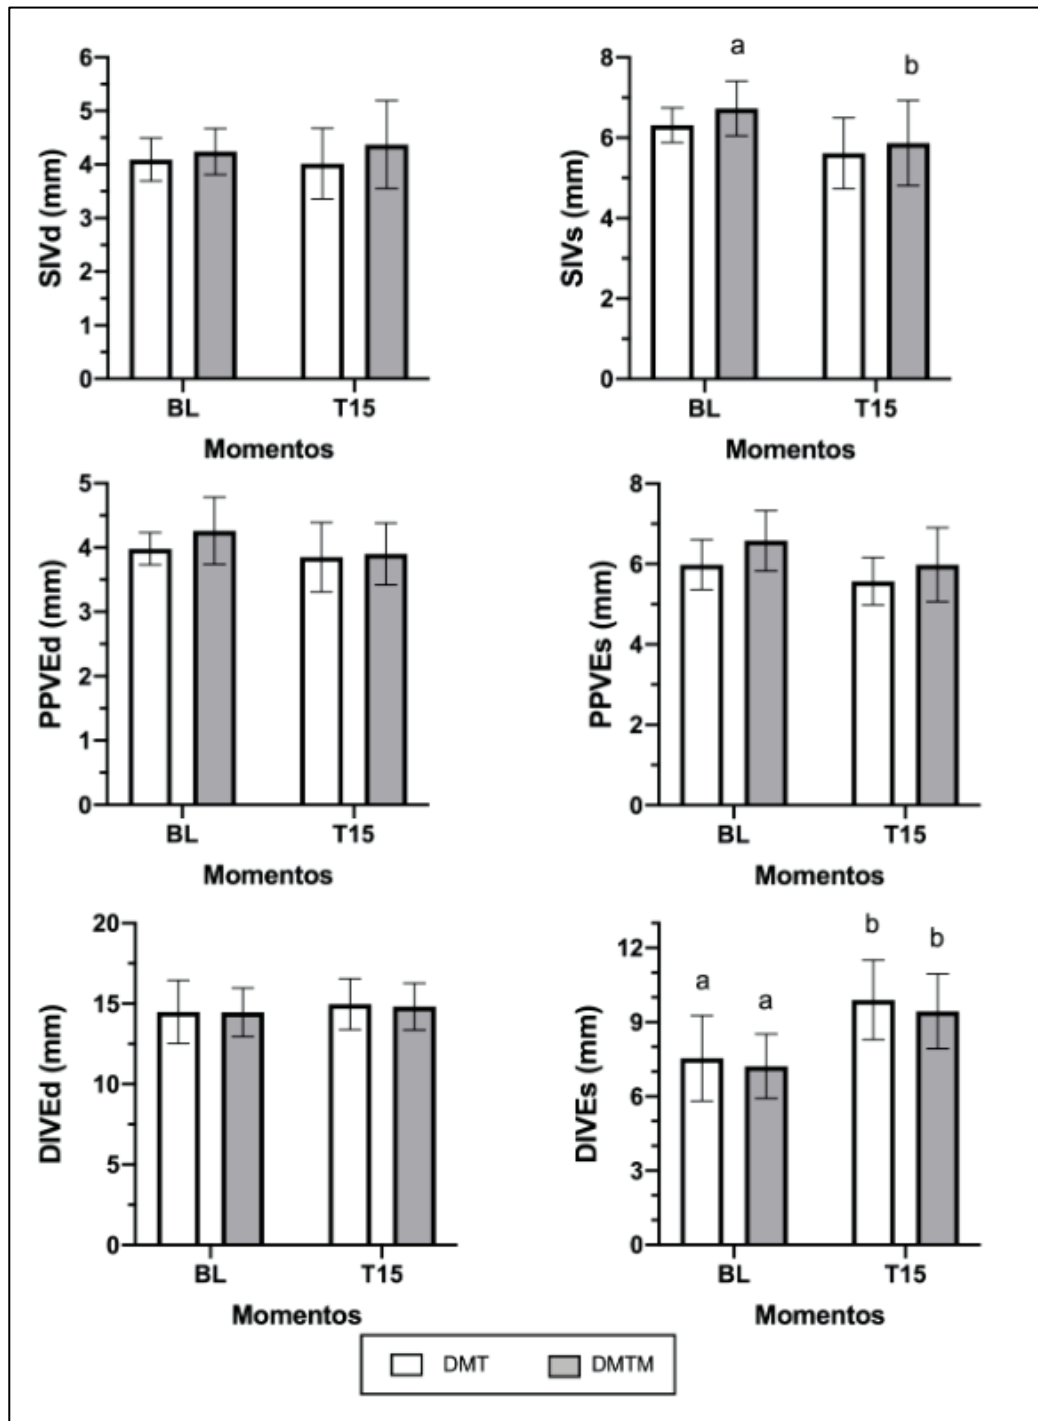 6
5
4
3
2
1
0
SIVd (mm)
BL
T15
Momentos
8
6
4
2
0
SIVs (mm)
a
b
BL
T15
Momentos
5
4
3
2
1
0
PPVEd (mm)
BL
T15
Momentos
8
6
4
2
0
PPVEs (mm)
BL
T15
Momentos
20
15
10
5
0
DIVEd (mm)
BL
T15
Momentos
12
9
6
3
0
DIVEs (mm)
a
a
b
b
BL
T15
Momentos
DMT
DMTM